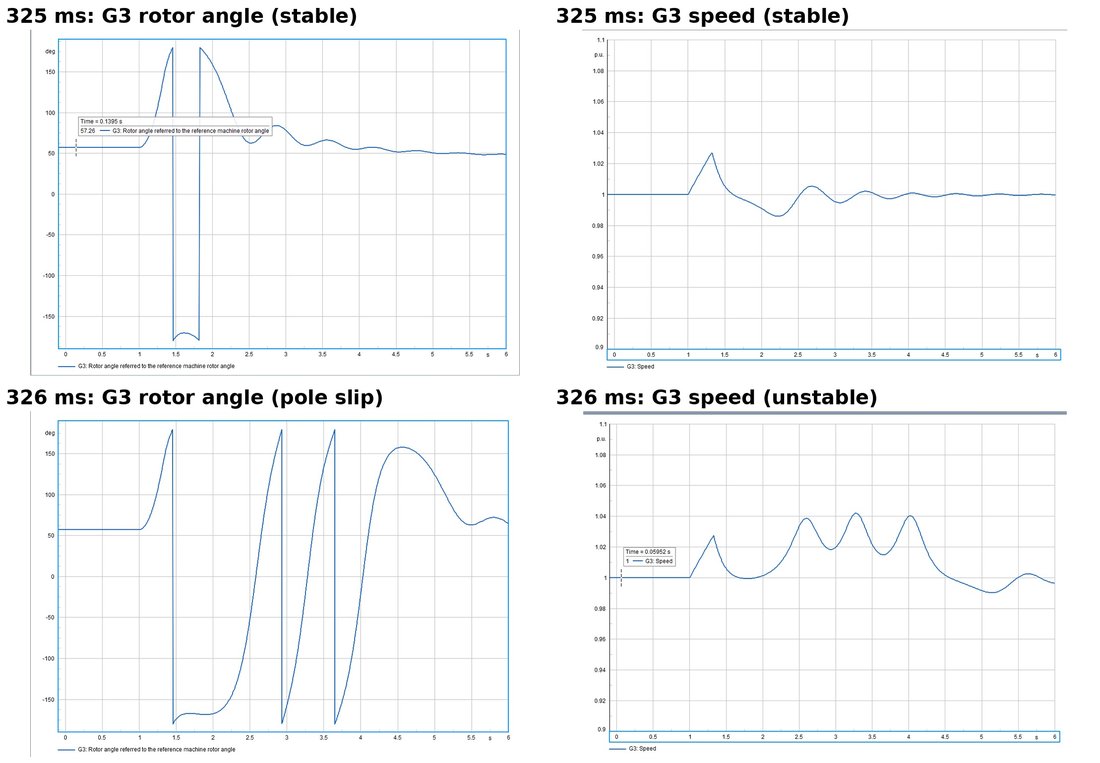 325 ms: G3 rotor angle (stable)
325 ms: G3 speed (stable)
deg
150
100
50
0
-50
-100
-150
Time = 0.1395 s
57.26 G3: Rotor angle referred to the reference machine rotor angle
0 0.5 1 1.5 2 2.5 3 3.5 4 4.5 5 5.5 s 6
G3: Rotor angle referred to the reference machine rotor angle
1.1
p.u.
1.08
1.06
1.04
1.02
1
0.98
0.96
0.94
0.92
0.9
0 0.5 1 1.5 2 2.5 3 3.5 4 4.5 5 5.5 s 6
G3: Speed
326 ms: G3 rotor angle (pole slip)
326 ms: G3 speed (unstable)
deg
150
100
50
0
-50
-100
-150
0 0.5 1 1.5 2 2.5 3 3.5 4 4.5 5 5.5 s 6
G3: Rotor angle referred to the reference machine rotor angle
1.1
p.u.
1.08
1.06
1.04
1.02
1
0.98
0.96
0.94
0.92
0.9
Time = 0.05952 s
1 G3: Speed
0 0.5 1 1.5 2 2.5 3 3.5 4 4.5 5 5.5 s 6
G3: Speed